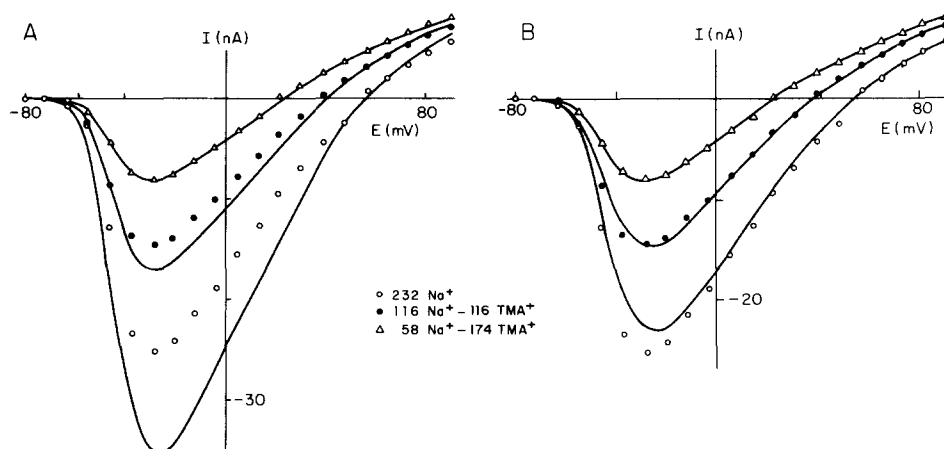 A
I (nA)
-80
80
E (mV)
-30
B
I (nA)
-80
80
E (mV)
-20
○ 232 Na⁺
● 116 Na⁺ – 116 TMA⁺
△ 58 Na⁺ – 174 TMA⁺